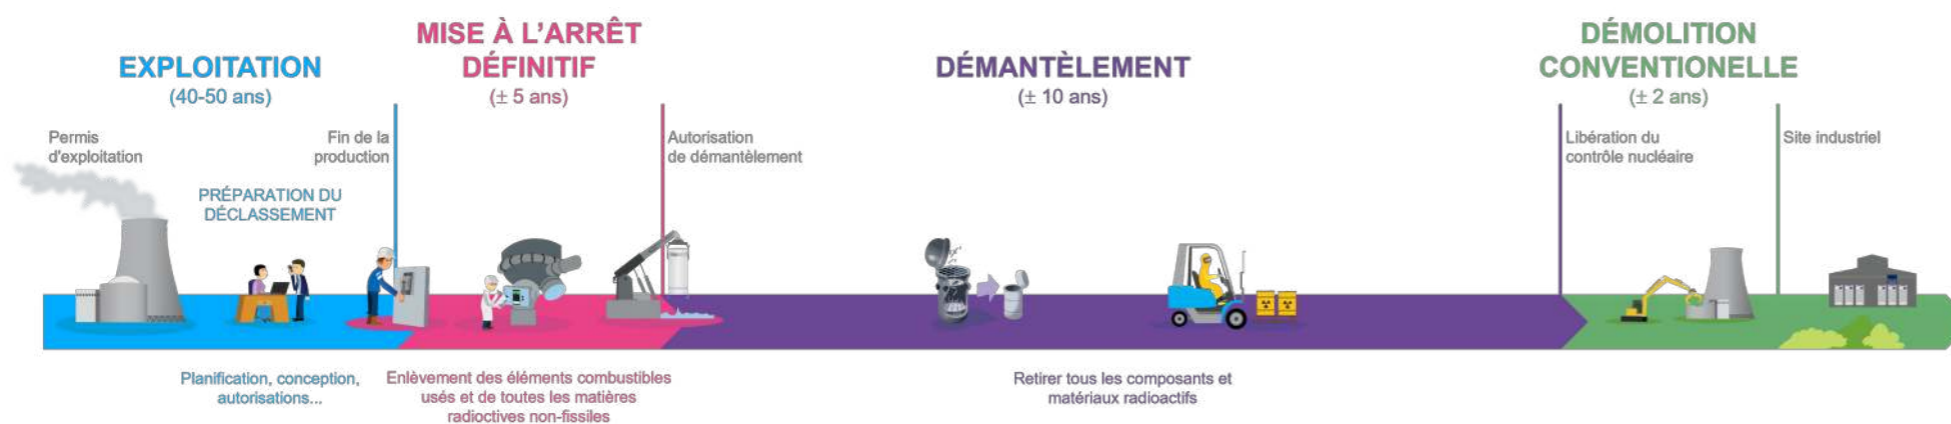 EXPLOITATION
(40-50 ans)
MISE À L'ARRÊT
DÉFINITIF
(± 5 ans)
DÉMANTÈLEMENT
(± 10 ans)
DÉMOLITION
CONVENTIONELLE
(± 2 ans)
Permis
d'exploitation
Fin de la
production
Autorisation
de démantèlement
Libération du
contrôle nucléaire
Site industriel
PRÉPARATION DU
DÉCLASSEMENT
Planification, conception,
autorisations...
Enlèvement des éléments combustibles
usés et de toutes les matières
radioctives non-fissiles
Retirer tous les composants et
matériaux radioactifs